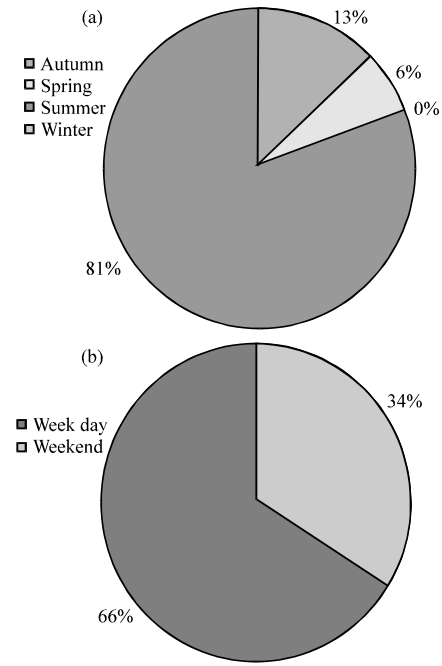 (a)
13%
Autumn
6%
Spring
Summer
0%
Winter
81%
(b)
34%
Week day
Weekend
66%